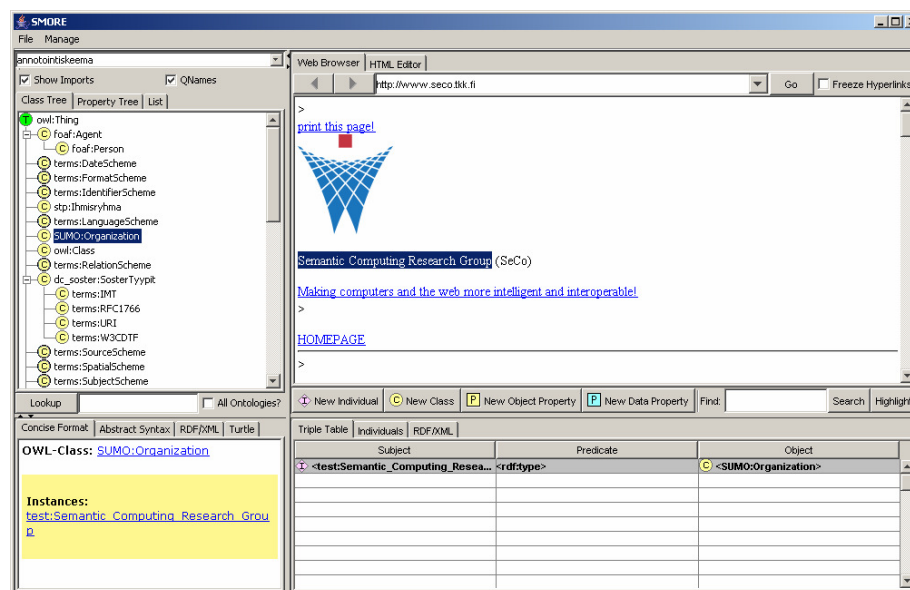 SMORE
File Manage
annotointiskeema
Show Imports QNames
Class Tree Property Tree List
owl:Thing
foaf:Agent
foaf:Person
terms:DateScheme
terms:FormatScheme
terms:IdentifierScheme
stp:Ihmisryhma
terms:LanguageScheme
SUMO:Organization
owl:Class
terms:RelationScheme
dc_soster:SosterTyypit
terms:IMT
terms:RFC1766
terms:URI
terms:W3CDTF
terms:SourceScheme
terms:SpatialScheme
terms:SubjectScheme
Lookup All Ontologies?
Concise Format Abstract Syntax RDF/XML Turtle
OWL-Class: SUMO:Organization
Instances:
test:Semantic_Computing_Research_Grou
p
Web Browser HTML Editor
http://www.seco.tkk.fi Go Freeze Hyperlinks
>
print this page!
Semantic Computing Research Group (SeCo)
Making computers and the web more intelligent and interoperable!
>
HOMEPAGE
>
New Individual New Class New Object Property New Data Property Find: Search Highlight
Triple Table Individuals RDF/XML
Subject Predicate Object
<test:Semantic_Computing_Resea... <rdf:type> <SUMO:Organization>